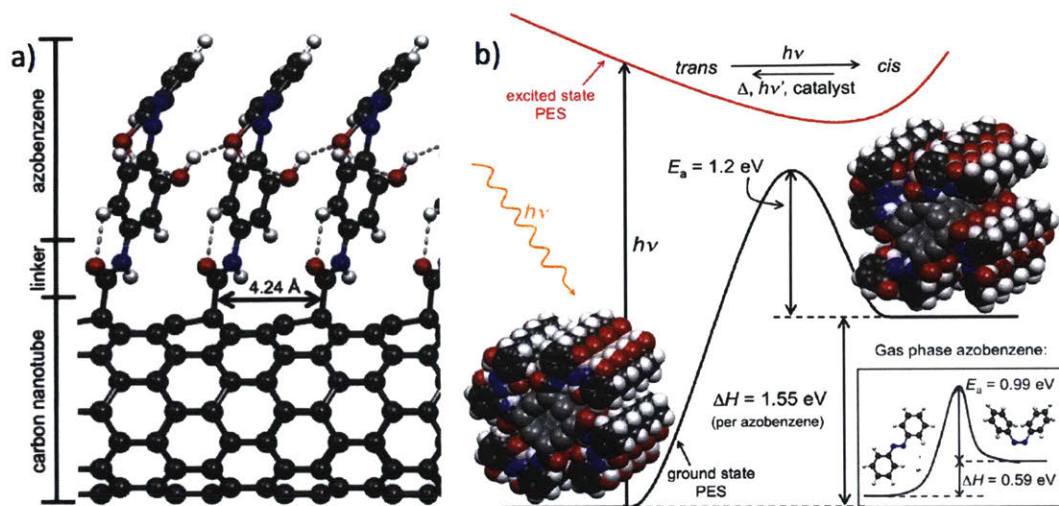 a)
azobenzene
linker
carbon nanotube
4.24 Å
b)
hν
trans
cis
Δ, hν', catalyst
excited state
PES
Eₐ = 1.2 eV
hν
hν
ΔH = 1.55 eV
(per azobenzene)
ground state
PES
Gas phase azobenzene:
Eₐ = 0.99 eV
ΔH = 0.59 eV